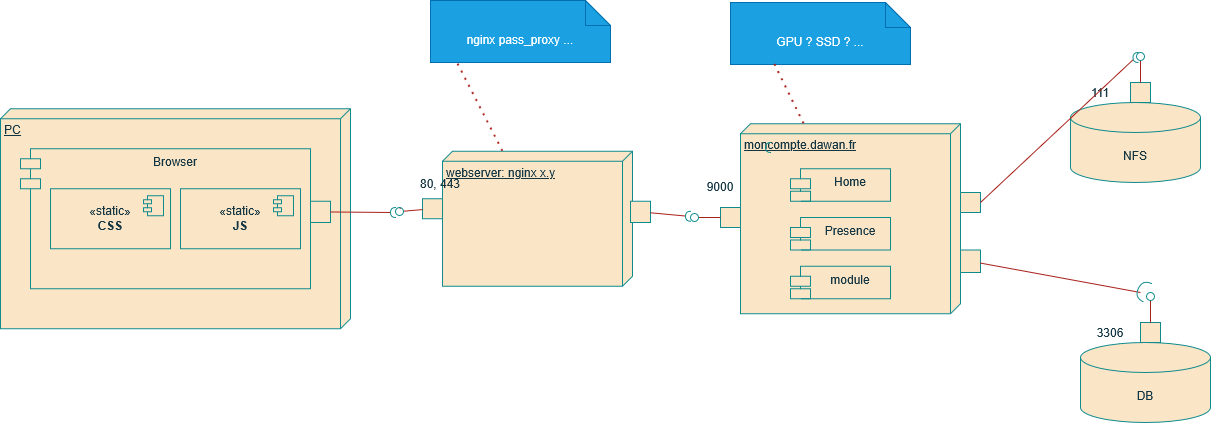 nginx pass_proxy ...
GPU ? SSD ? ...
PC
Browser
«static»
CSS
«static»
JS
webserver: nginx x.y
80, 443
moncompte.dawan.fr
9000
Home
Presence
module
111
NFS
3306
DB